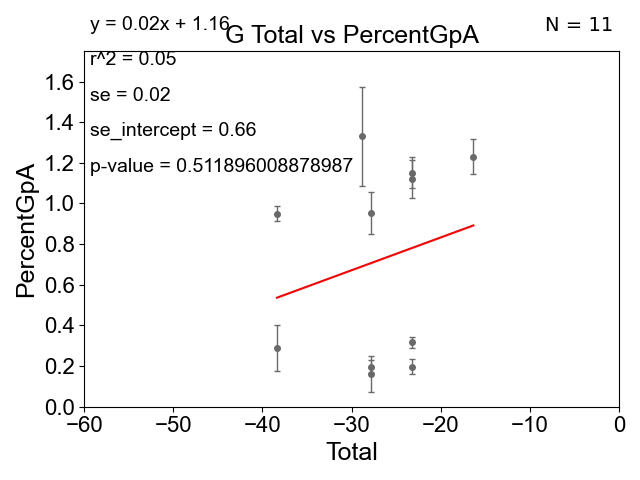 y = 0.02x + 1.16
N = 11
G Total vs PercentGpA
r^2 = 0.05
se = 0.02
se_intercept = 0.66
p-value = 0.511896008878987
PercentGpA
1.6
1.4
1.2
1.0
0.8
0.6
0.4
0.2
0.0
−60 −50 −40 −30 −20 −10 0
Total